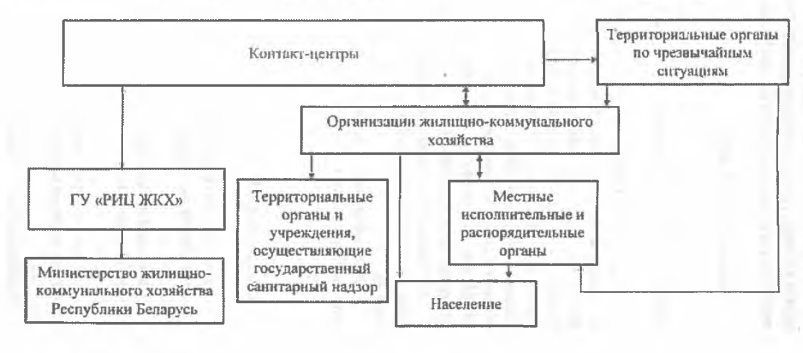 Контакт-центры
Территориальные органы
по чрезвычайным
ситуациям
Организации жилищно-коммунального
хозяйства
ГУ «РИЦ ЖКХ»
Территориальные
органы и
учреждения,
осуществляющие
государственный
санитарный надзор
Местные
исполнительные и
распорядительные
органы
Министерство жилищно-
коммунального хозяйства
Республики Беларусь
Население